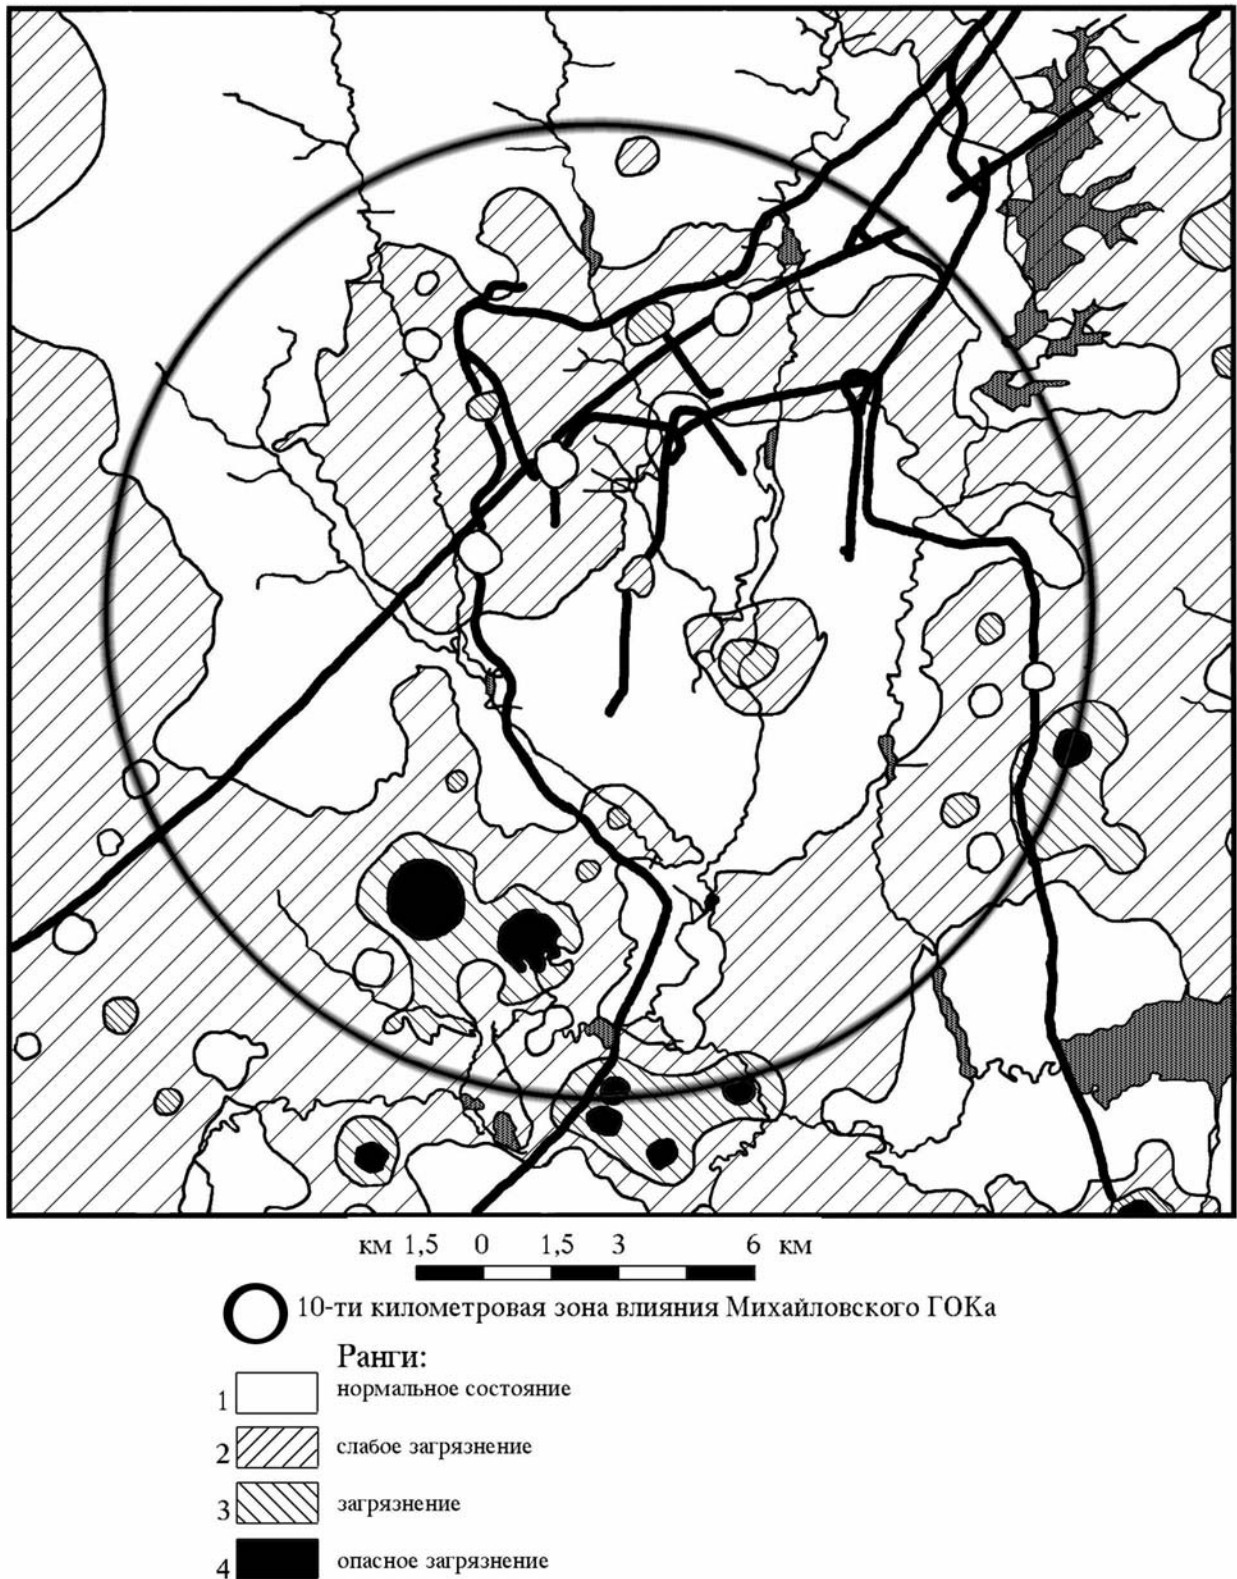 км 1,5 0 1,5 3 6 км
10-ти километровая зона влияния Михайловского ГОКа
Ранги:
1 нормальное состояние
2 слабое загрязнение
3 загрязнение
4 опасное загрязнение